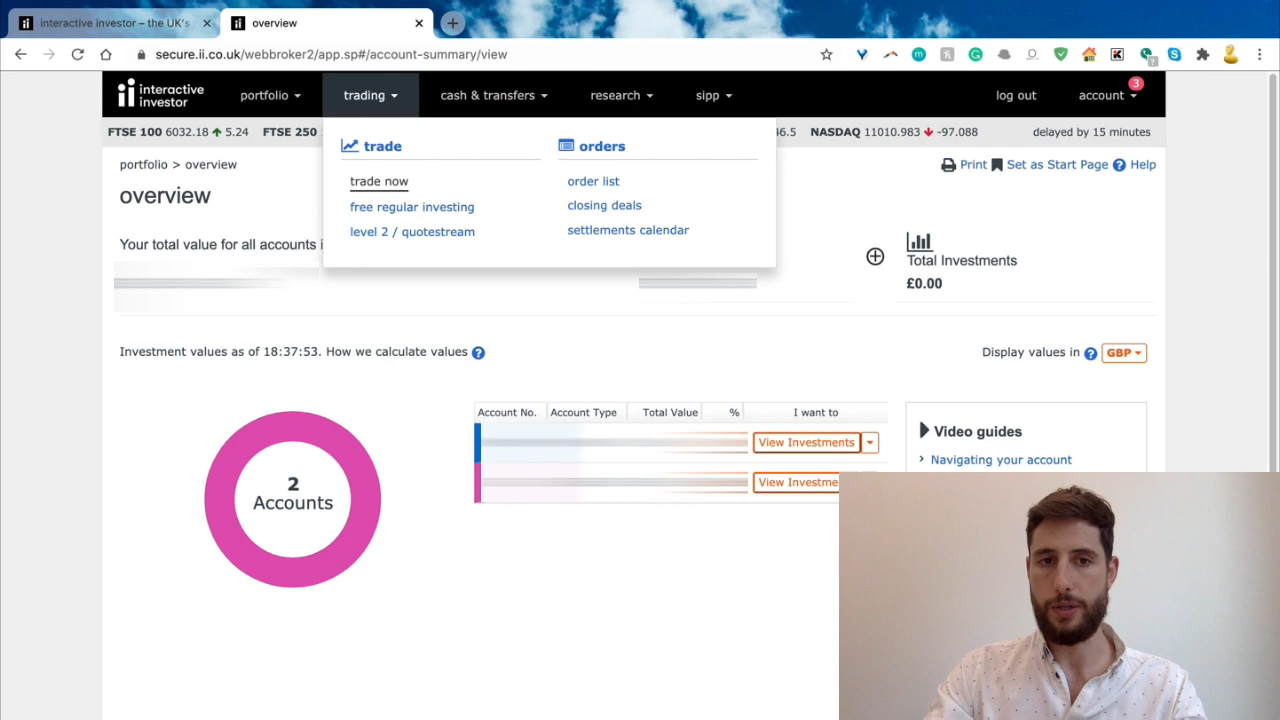 interactive investor – the UK's
overview
secure.ii.co.uk/webbroker2/app.sp#/account-summary/view
interactive investor
portfolio
trading
cash & transfers
research
sipp
log out
account
3
FTSE 100 6032.18 5.24 FTSE 250
46.5 NASDAQ 11010.983 -97.088
delayed by 15 minutes
trade
trade now
free regular investing
level 2 / quotestream
orders
order list
closing deals
settlements calendar
portfolio > overview
Print
Set as Start Page
Help
overview
Your total value for all accounts i
Total Investments
£0.00
Investment values as of 18:37:53. How we calculate values
Display values in GBP
2
Accounts
Account No. Account Type Total Value % I want to
View Investments
View Investme
Video guides
Navigating your account